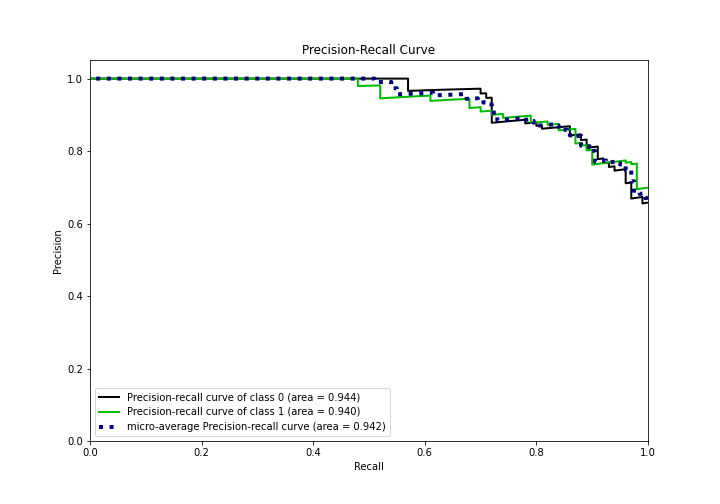 Precision-Recall Curve
1.0
0.8
0.6
0.4
0.2
0.0
Precision
Precision-recall curve of class 0 (area = 0.944)
Precision-recall curve of class 1 (area = 0.940)
micro-average Precision-recall curve (area = 0.942)
0.0 0.2 0.4 0.6 0.8 1.0
Recall